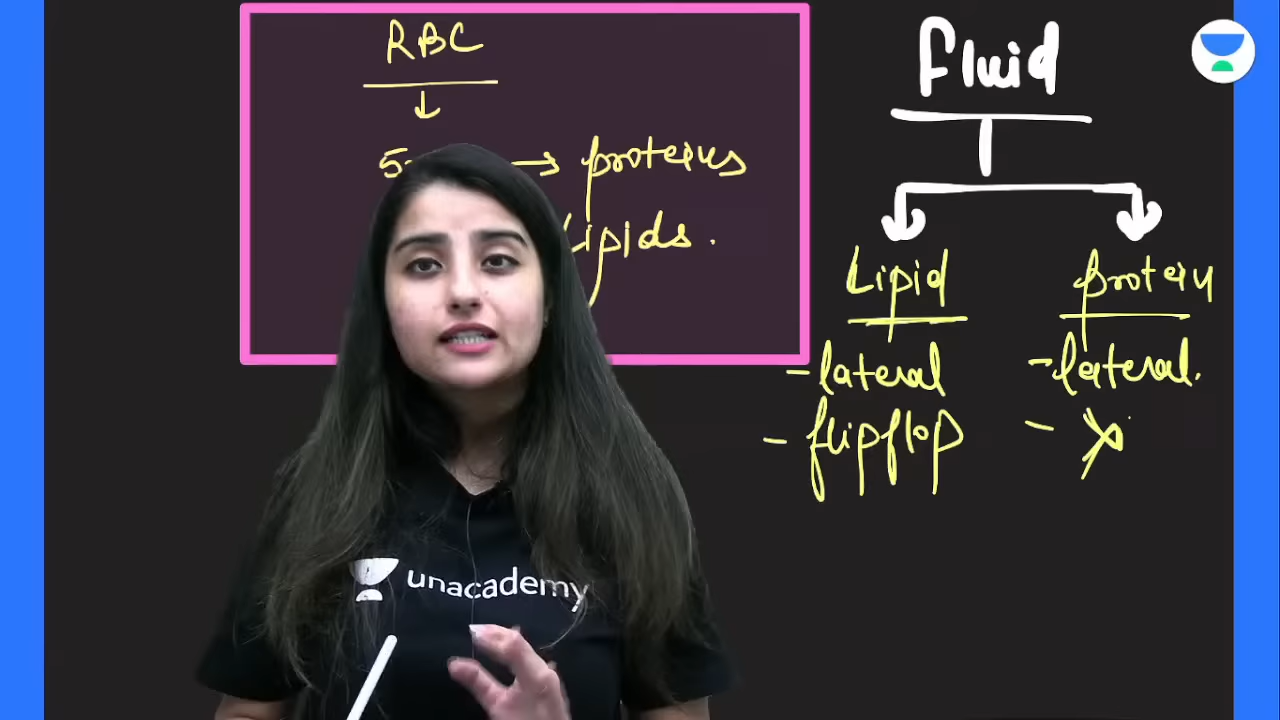 RBC
→ proteins
Lipids.
Fluid
Lipid
protein
- lateral
- lateral.
- flipflop
unacademy